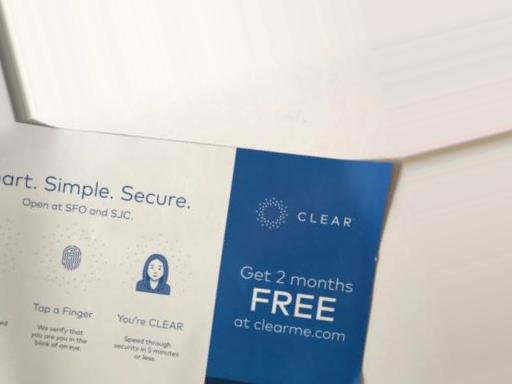 art. Simple. Secure.
Open at SFO and SJC.
Tap a Finger
We verify that
you are you in the
blink of an eye.
You're CLEAR
Speed through
security in 5 minutes
or less.
CLEAR
Get 2 months
FREE
at clearme.com